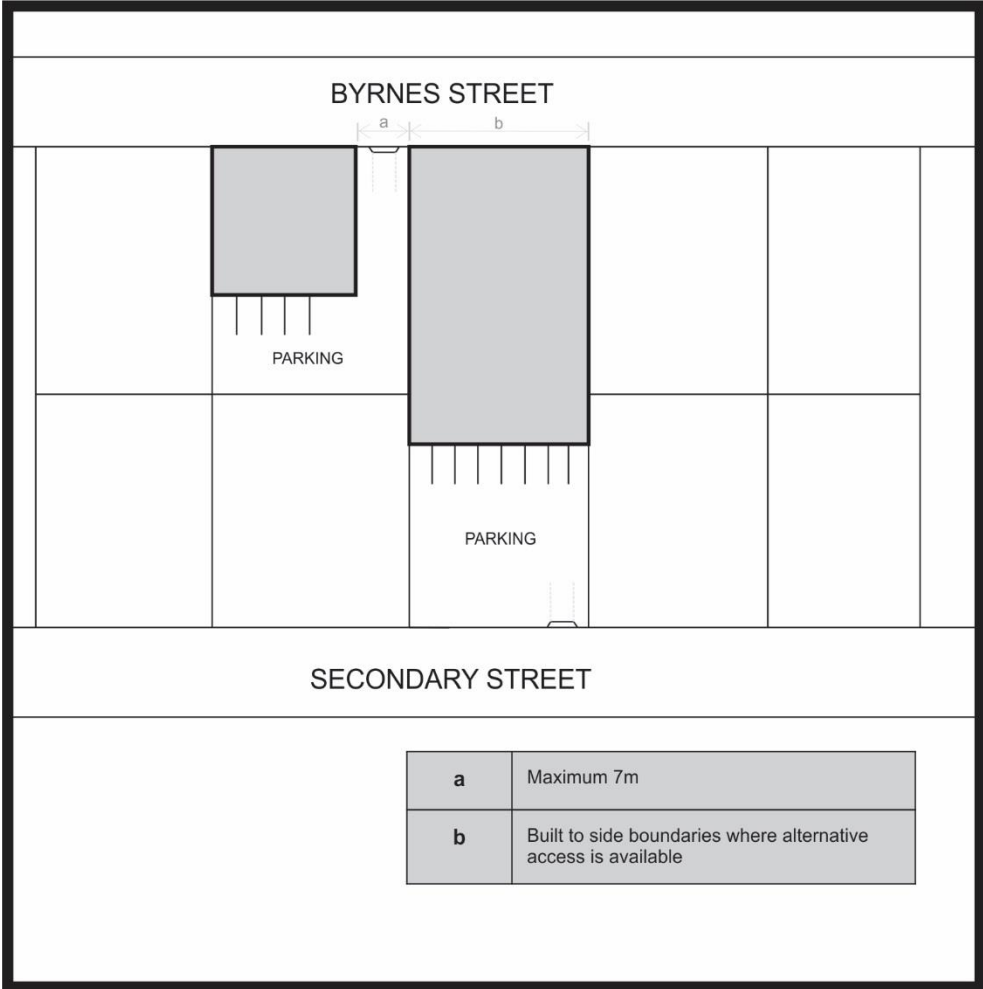 BYRNES STREET
a
b
PARKING
PARKING
SECONDARY STREET
a
Maximum 7m
b
Built to side boundaries where alternative
access is available